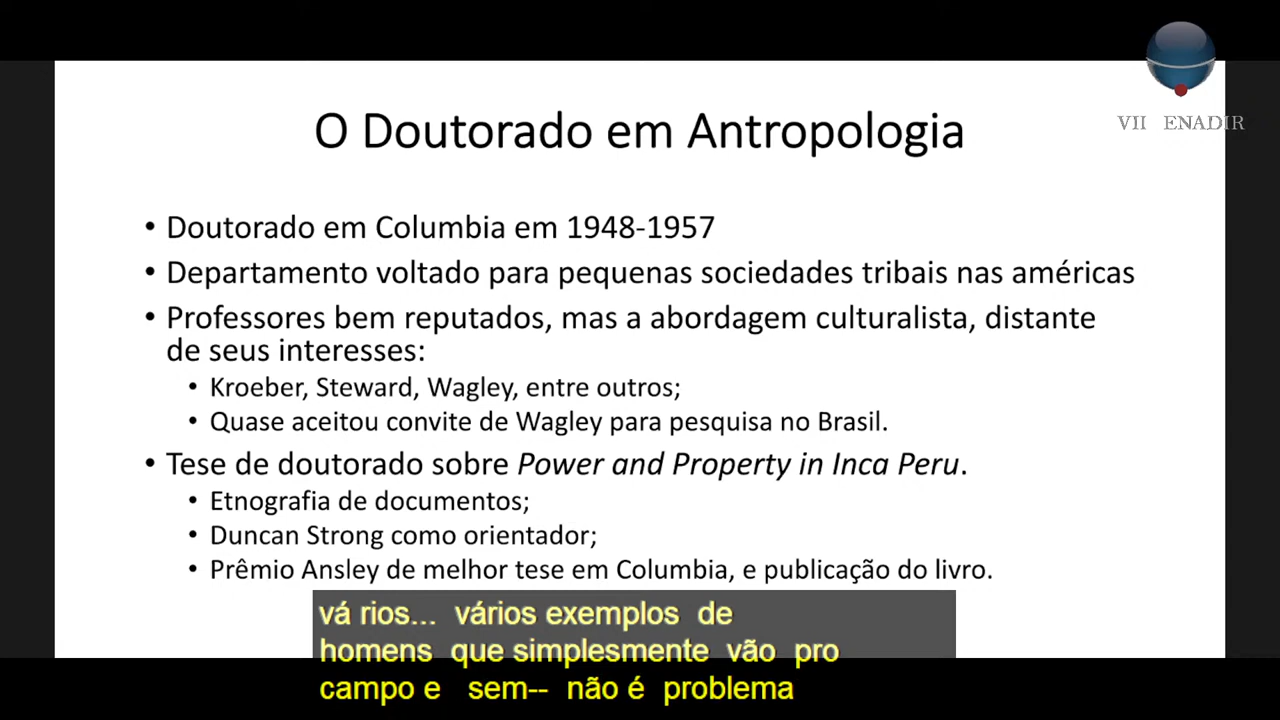 VII ENADIR
O Doutorado em Antropologia
• Doutorado em Columbia em 1948-1957
• Departamento voltado para pequenas sociedades tribais nas américas
• Professores bem reputados, mas a abordagem culturalista, distante
de seus interesses:
• Kroeber, Steward, Wagley, entre outros;
• Quase aceitou convite de Wagley para pesquisa no Brasil.
• Tese de doutorado sobre Power and Property in Inca Peru.
• Etnografia de documentos;
• Duncan Strong como orientador;
• Prêmio Ansley de melhor tese em Columbia, e publicação do livro.
vá rios... vários exemplos de
homens que simplesmente vão pro
campo e sem-- não é problema